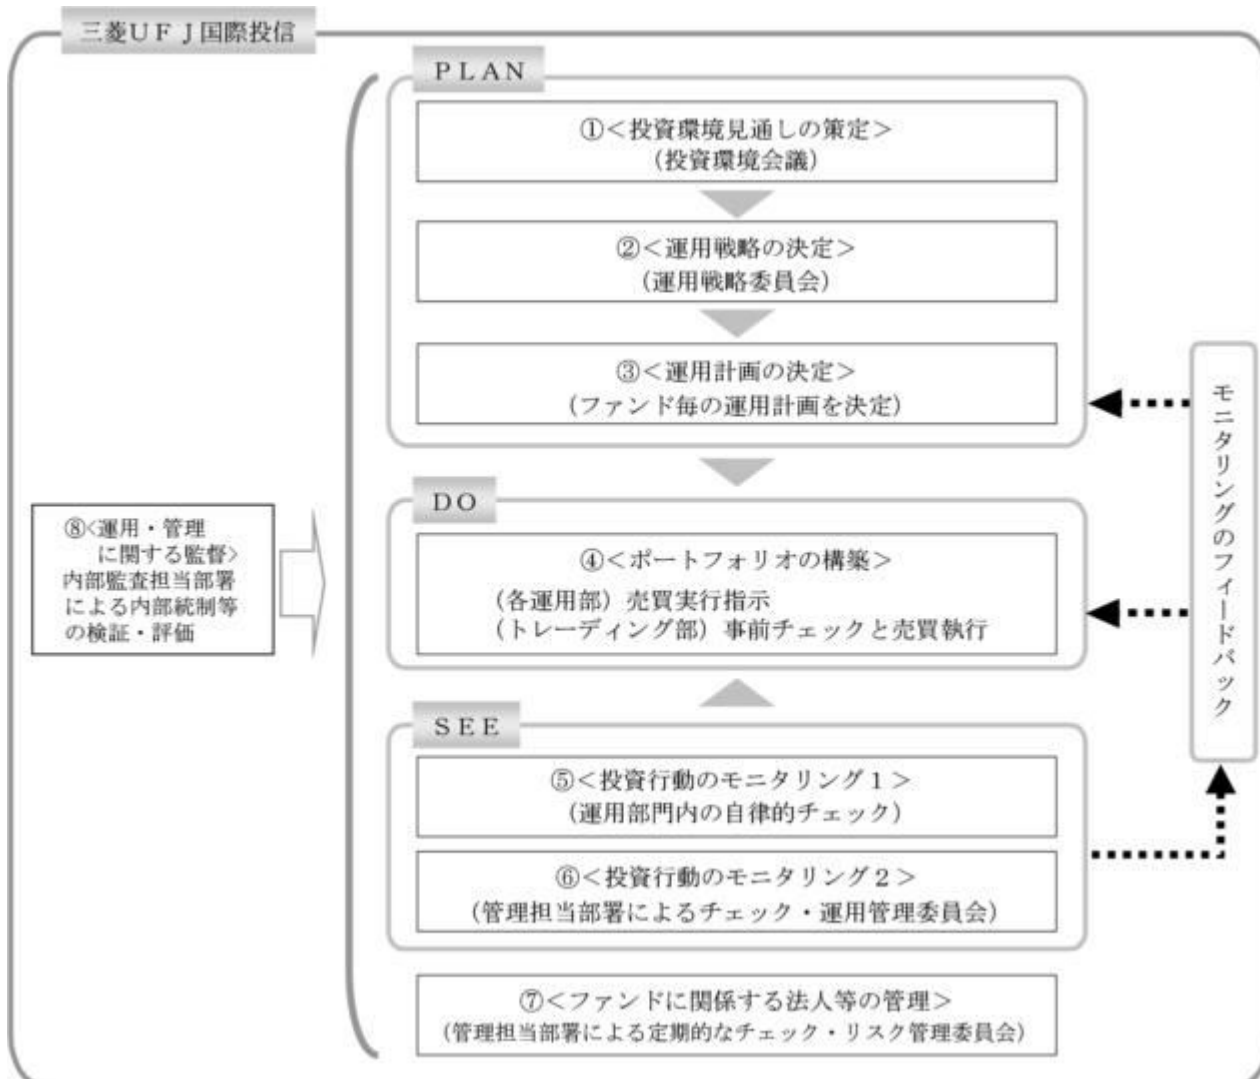 三菱ＵＦＪ国際投信
ＰＬＡＮ
①＜投資環境見通しの策定＞
（投資環境会議）
②＜運用戦略の決定＞
（運用戦略委員会）
③＜運用計画の決定＞
（ファンド毎の運用計画を決定）
ＤＯ
④＜ポートフォリオの構築＞
（各運用部）売買実行指示
（トレーディング部）事前チェックと売買執行
ＳＥＥ
⑤＜投資行動のモニタリング１＞
（運用部門内の自律的チェック）
⑥＜投資行動のモニタリング２＞
（管理担当部署によるチェック・運用管理委員会）
⑦＜ファンドに関係する法人等の管理＞
（管理担当部署による定期的なチェック・リスク管理委員会）
⑧<運用・管理
に関する監督>
内部監査担当部署
による内部統制等
の検証・評価
モニタリングのフィードバック